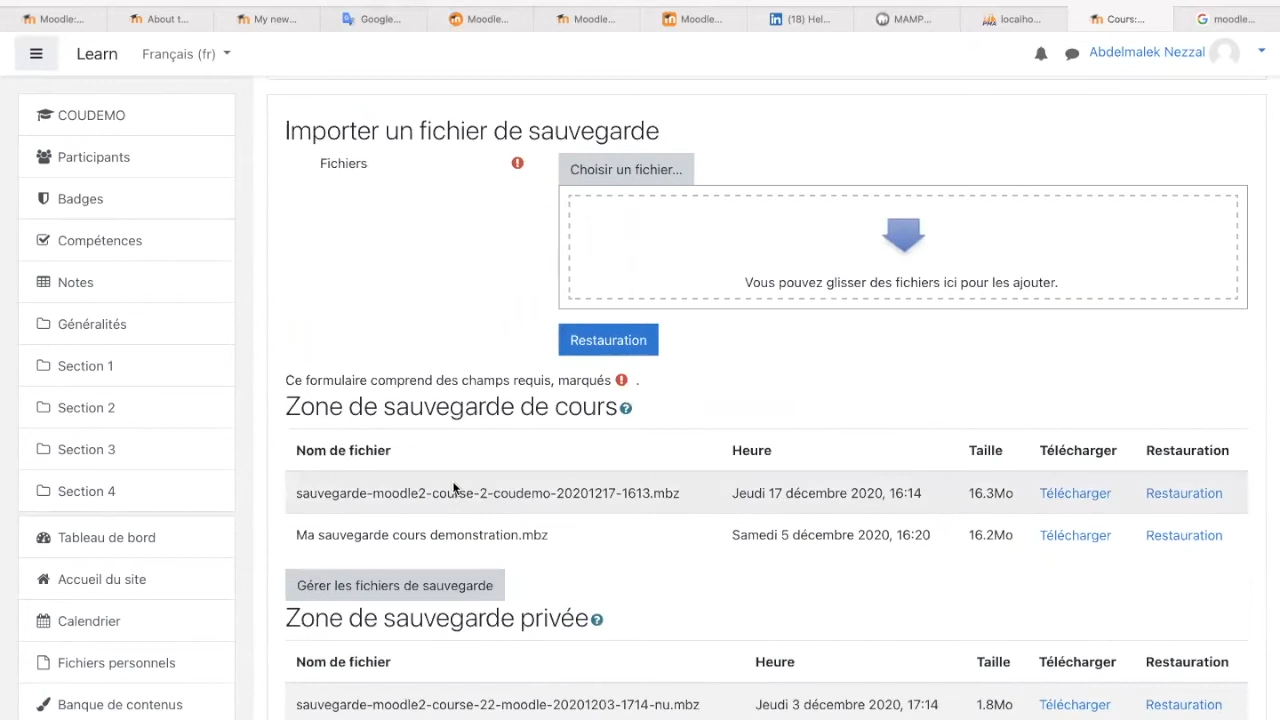 Moodle:...
About t...
My new...
Google...
Moodle...
Moodle...
Moodle...
(18) Hel...
MAMP...
localho...
Cours:...
moodle...
Learn
Français (fr)
Abdelmalek Nezzal
COUDEMO
Participants
Badges
Compétences
Notes
Généralités
Section 1
Section 2
Section 3
Section 4
Tableau de bord
Accueil du site
Calendrier
Fichiers personnels
Banque de contenus
Importer un fichier de sauvegarde
Fichiers
Choisir un fichier...
Vous pouvez glisser des fichiers ici pour les ajouter.
Restauration
Ce formulaire comprend des champs requis, marqués .
Zone de sauvegarde de cours
Nom de fichier Heure Taille Télécharger Restauration
sauvegarde-moodle2-course-2-coudemo-20201217-1613.mbz Jeudi 17 décembre 2020, 16:14 16.3Mo Télécharger Restauration
Ma sauvegarde cours demonstration.mbz Samedi 5 décembre 2020, 16:20 16.2Mo Télécharger Restauration
Gérer les fichiers de sauvegarde
Zone de sauvegarde privée
Nom de fichier Heure Taille Télécharger Restauration
sauvegarde-moodle2-course-22-moodle-20201203-1714-nu.mbz Jeudi 3 décembre 2020, 17:14 1.8Mo Télécharger Restauration